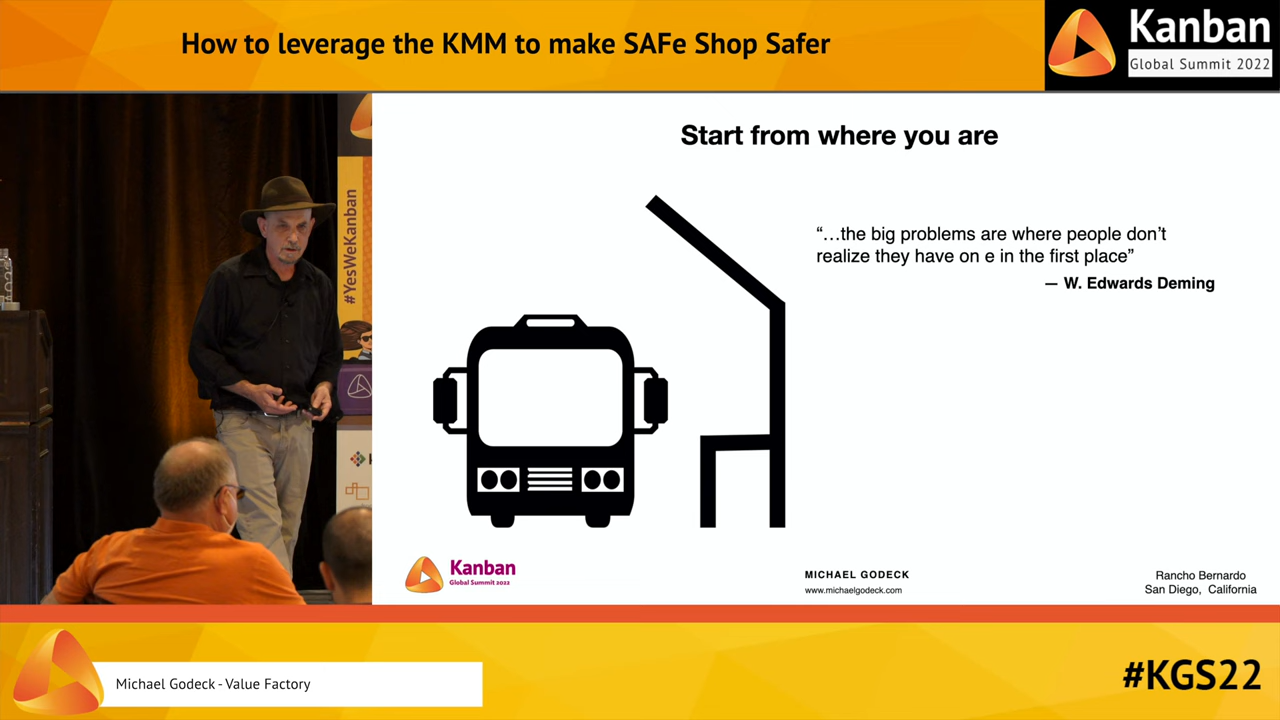 How to leverage the KMM to make SAFe Shop Safer
Kanban
Global Summit 2022
#YesWeKanban
Start from where you are
“…the big problems are where people don’t
realize they have on e in the first place”
— W. Edwards Deming
Kanban
Global Summit 2022
MICHAEL GODECK
www.michaelgodeck.com
Rancho Bernardo
San Diego, California
Michael Godeck - Value Factory
#KGS22